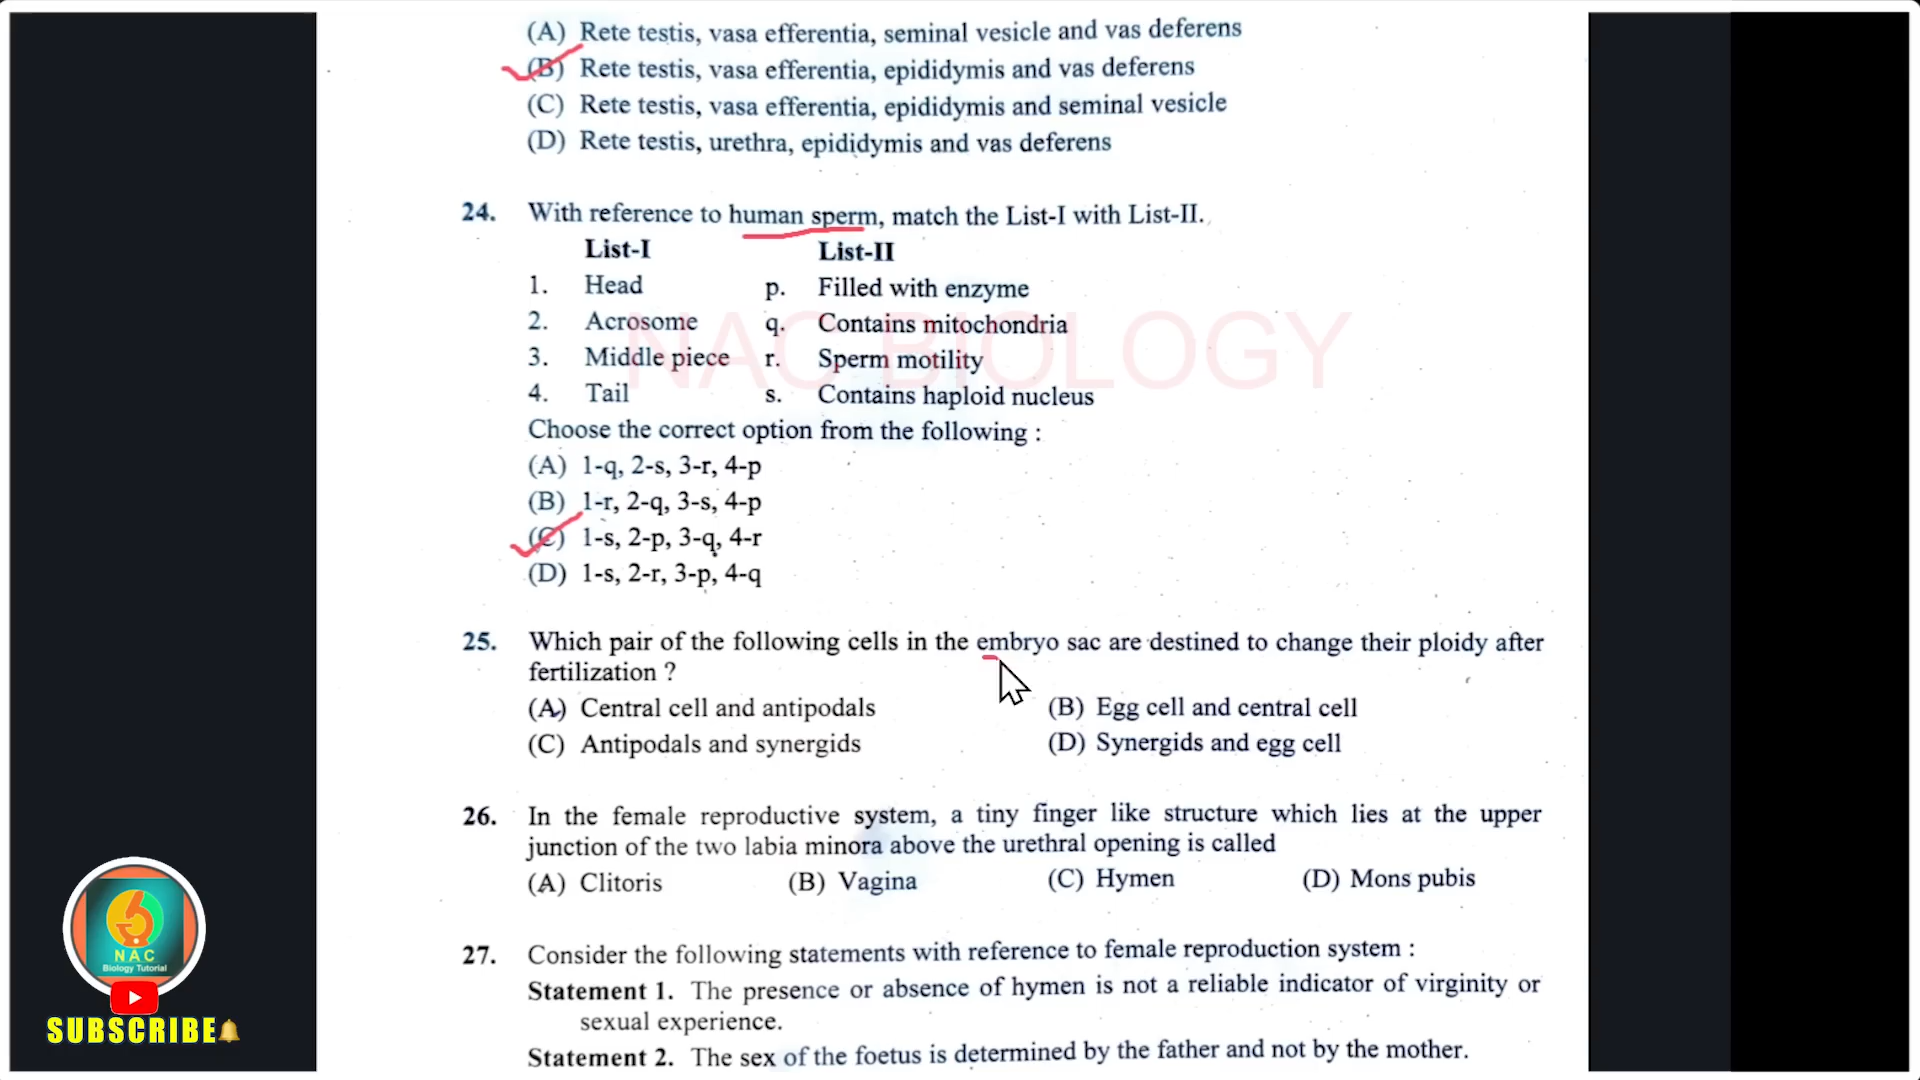 (A) Rete testis, vasa efferentia, seminal vesicle and vas deferens
(B) Rete testis, vasa efferentia, epididymis and vas deferens
(C) Rete testis, vasa efferentia, epididymis and seminal vesicle
(D) Rete testis, urethra, epididymis and vas deferens
24. With reference to human sperm, match the List-I with List-II.
List-I List-II
1. Head p. Filled with enzyme
2. Acrosome q. Contains mitochondria
3. Middle piece r. Sperm motility
4. Tail s. Contains haploid nucleus
NAC BIOLOGY
Choose the correct option from the following :
(A) 1-q, 2-s, 3-r, 4-p
(B) 1-r, 2-q, 3-s, 4-p
(C) 1-s, 2-p, 3-q, 4-r
(D) 1-s, 2-r, 3-p, 4-q
25. Which pair of the following cells in the embryo sac are destined to change their ploidy after
fertilization ?
(A) Central cell and antipodals (B) Egg cell and central cell
(C) Antipodals and synergids (D) Synergids and egg cell
26. In the female reproductive system, a tiny finger like structure which lies at the upper
junction of the two labia minora above the urethral opening is called
(A) Clitoris (B) Vagina (C) Hymen (D) Mons pubis
27. Consider the following statements with reference to female reproduction system :
Statement 1. The presence or absence of hymen is not a reliable indicator of virginity or
sexual experience.
Statement 2. The sex of the foetus is determined by the father and not by the mother.
NAC
Biology Tutorial
SUBSCRIBE